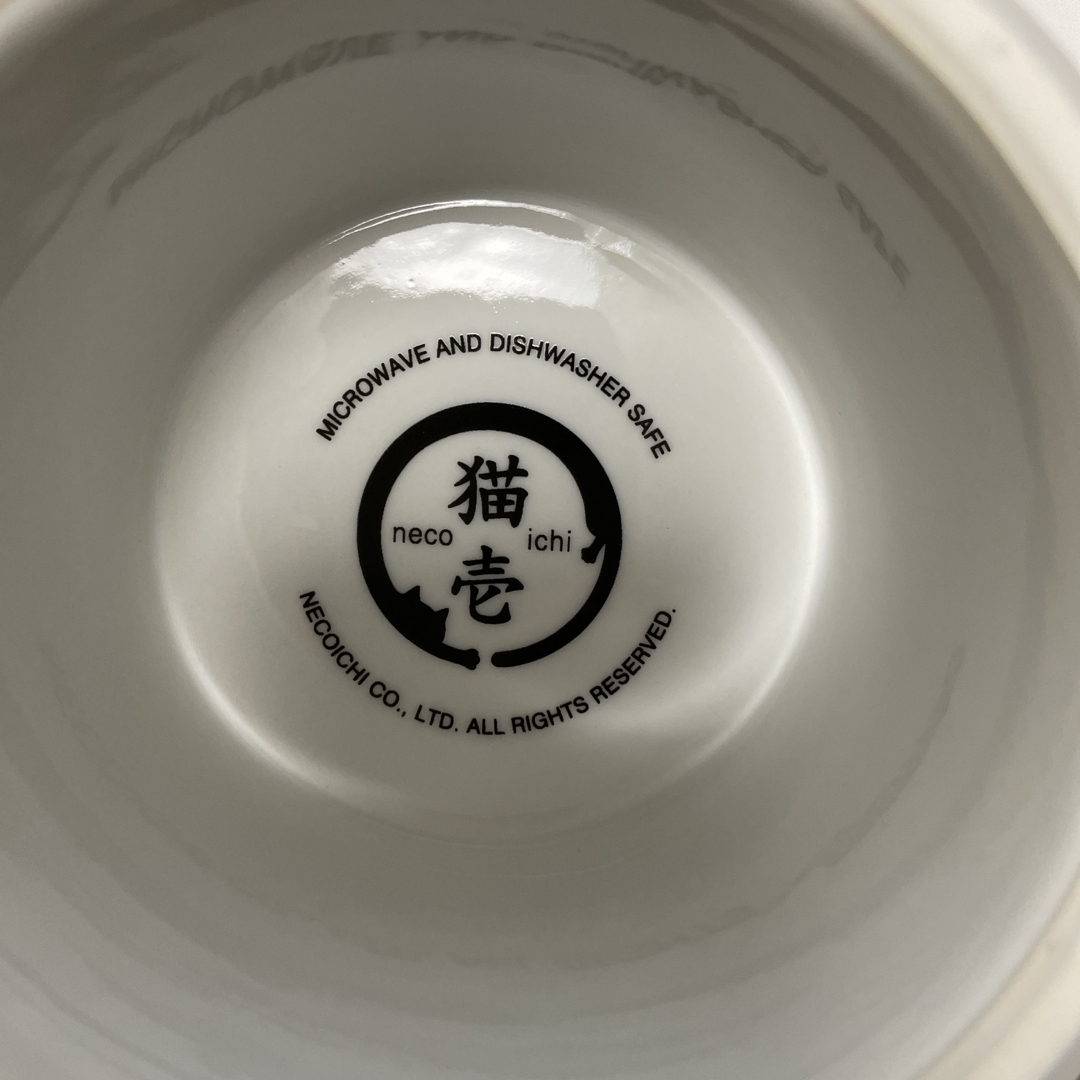 MICROWAVE AND DISHWASHER SAFE
猫
neco ichi
壱
NECOICHI CO., LTD. ALL RIGHTS RESERVED.